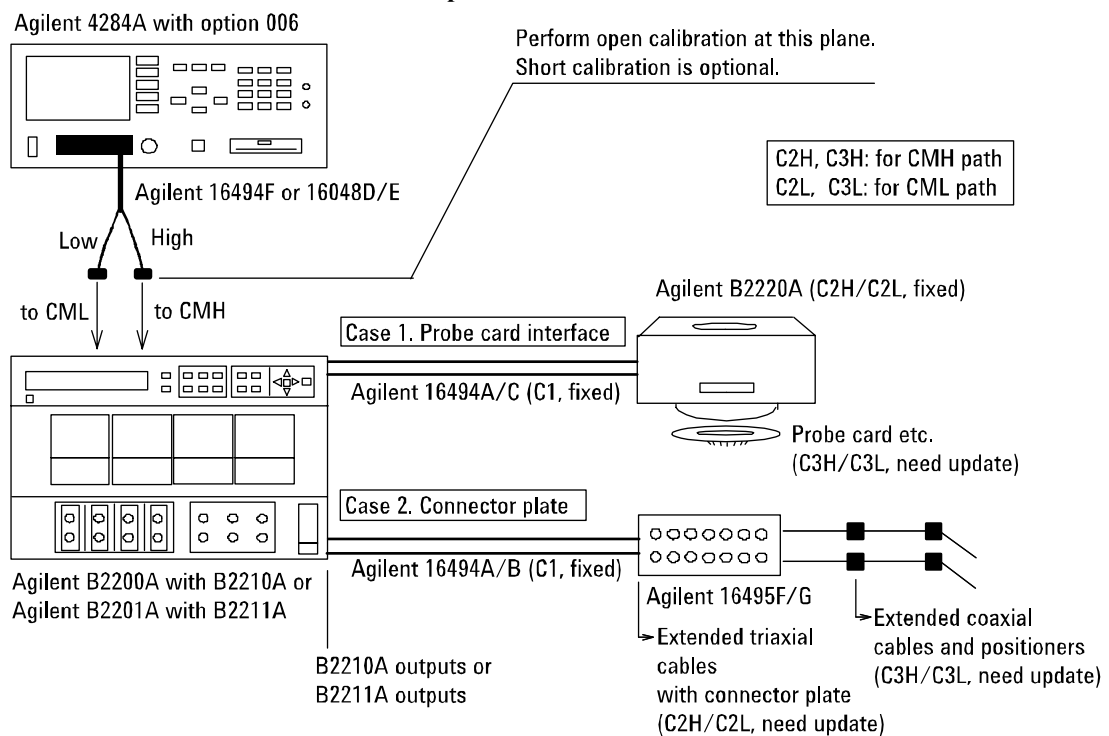 Agilent 4284A with option 006
Perform open calibration at this plane.
Short calibration is optional.
C2H, C3H: for CMH path
C2L, C3L: for CML path
Agilent 16494F or 16048D/E
Low
High
to CML
to CMH
Agilent B2220A (C2H/C2L, fixed)
Case 1. Probe card interface
Agilent 16494A/C (C1, fixed)
Probe card etc.
(C3H/C3L, need update)
Case 2. Connector plate
Agilent 16494A/B (C1, fixed)
Agilent B2200A with B2210A or
Agilent B2201A with B2211A
Agilent 16495F/G
B2210A outputs or
B2211A outputs
Extended triaxial
cables
with connector plate
(C2H/C2L, need update)
Extended coaxial
cables and positioners
(C3H/C3L, need update)